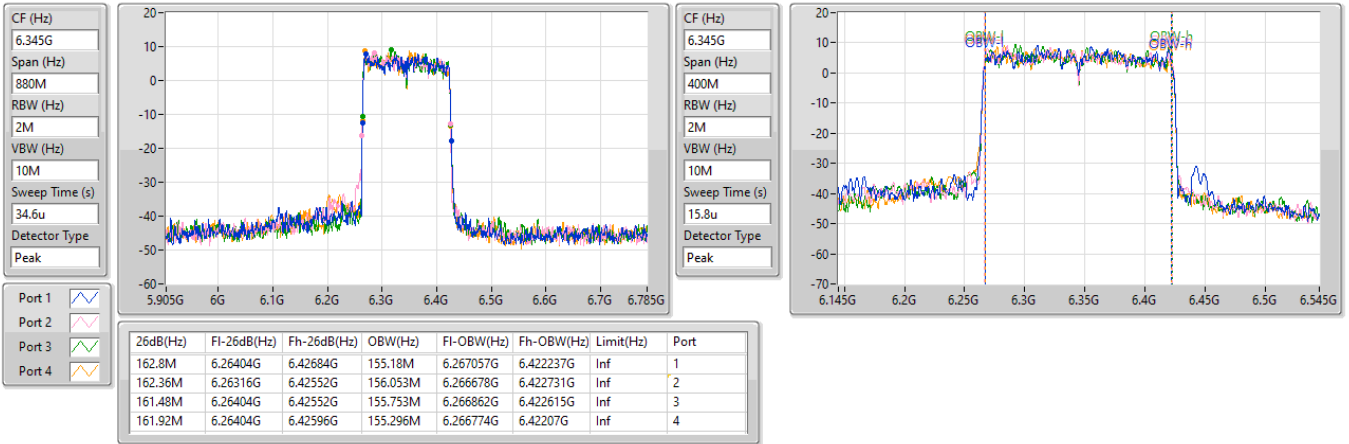 CF (Hz)
6.345G
Span (Hz)
880M
RBW (Hz)
2M
VBW (Hz)
10M
Sweep Time (s)
34.6u
Detector Type
Peak
20
10
0
-10
-20
-30
-40
-50
-60
5.905G 6G 6.1G 6.2G 6.3G 6.4G 6.5G 6.6G 6.7G 6.785G
CF (Hz)
6.345G
Span (Hz)
400M
RBW (Hz)
2M
VBW (Hz)
10M
Sweep Time (s)
15.8u
Detector Type
Peak
20
10
0
-10
-20
-30
-40
-50
-60
-70
OBW-l OBW-h
6.145G 6.2G 6.25G 6.3G 6.35G 6.4G 6.45G 6.5G 6.545G
Port 1
Port 2
Port 3
Port 4
26dB(Hz) Fl-26dB(Hz) Fh-26dB(Hz) OBW(Hz) Fl-OBW(Hz) Fh-OBW(Hz) Limit(Hz) Port
162.8M 6.26404G 6.42684G 155.18M 6.267057G 6.422237G Inf 1
162.36M 6.26316G 6.42552G 156.053M 6.266678G 6.422731G Inf 2
161.48M 6.26404G 6.42552G 155.753M 6.266862G 6.422615G Inf 3
161.92M 6.26404G 6.42596G 155.296M 6.266774G 6.42207G Inf 4